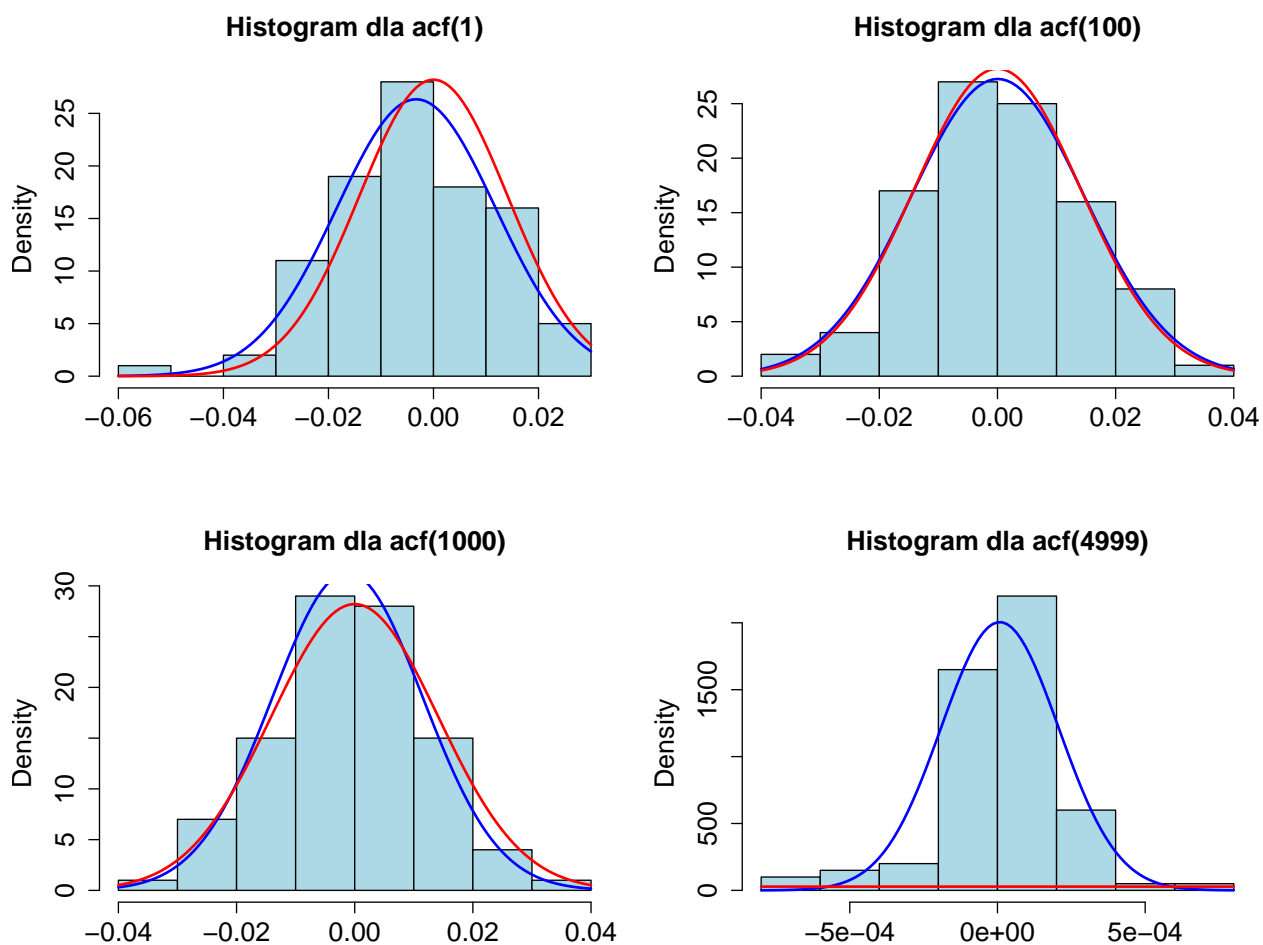 Histogram dla acf(1)
Density
0 5 10 15 20 25
−0.06 −0.04 −0.02 0.00 0.02
Histogram dla acf(100)
Density
0 5 10 15 20 25
−0.04 −0.02 0.00 0.02 0.04
Histogram dla acf(1000)
Density
0 5 10 20 30
−0.04 −0.02 0.00 0.02 0.04
Histogram dla acf(4999)
Density
0 500 1500
−5e−04 0e+00 5e−04